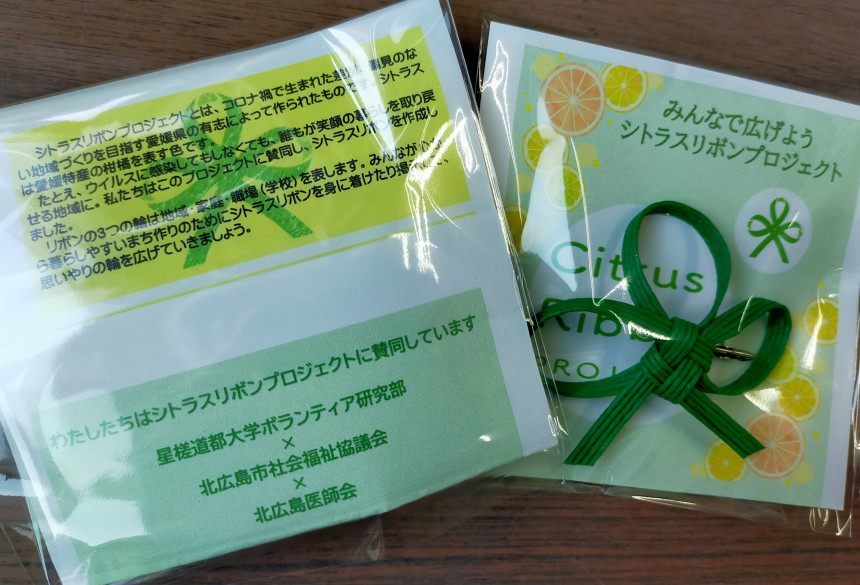 シトラスリボンプロジェクトとは、コロナ禍で生まれた 偏見のな
い地域づくりを目指す愛媛県の有志によって作られたものです。シトラス
は愛媛特産の柑橘を表す色です。
たとえ、ウイルスに感染してもしなくても、誰もが笑顔の暮らしを取り戻
せる地域に。私たちはこのプロジェクトに賛同し、シトラスリボンを作成し
ました。
リボンの3つの輪は地域・家庭・職場(学校)を表します。みんなが心か
ら暮らしやすいまち作りのためにシトラスリボンを身に着けたり
思いやりの輪を広げていきましょう。
わたしたちはシトラスリボンプロジェクトに賛同しています
星槎道都大学ボランティア研究部
×
北広島市社会福祉協議会
×
北広島医師会
みんなで広げよう
シトラスリボンプロジェクト
Citrus
Ribb
PROJ